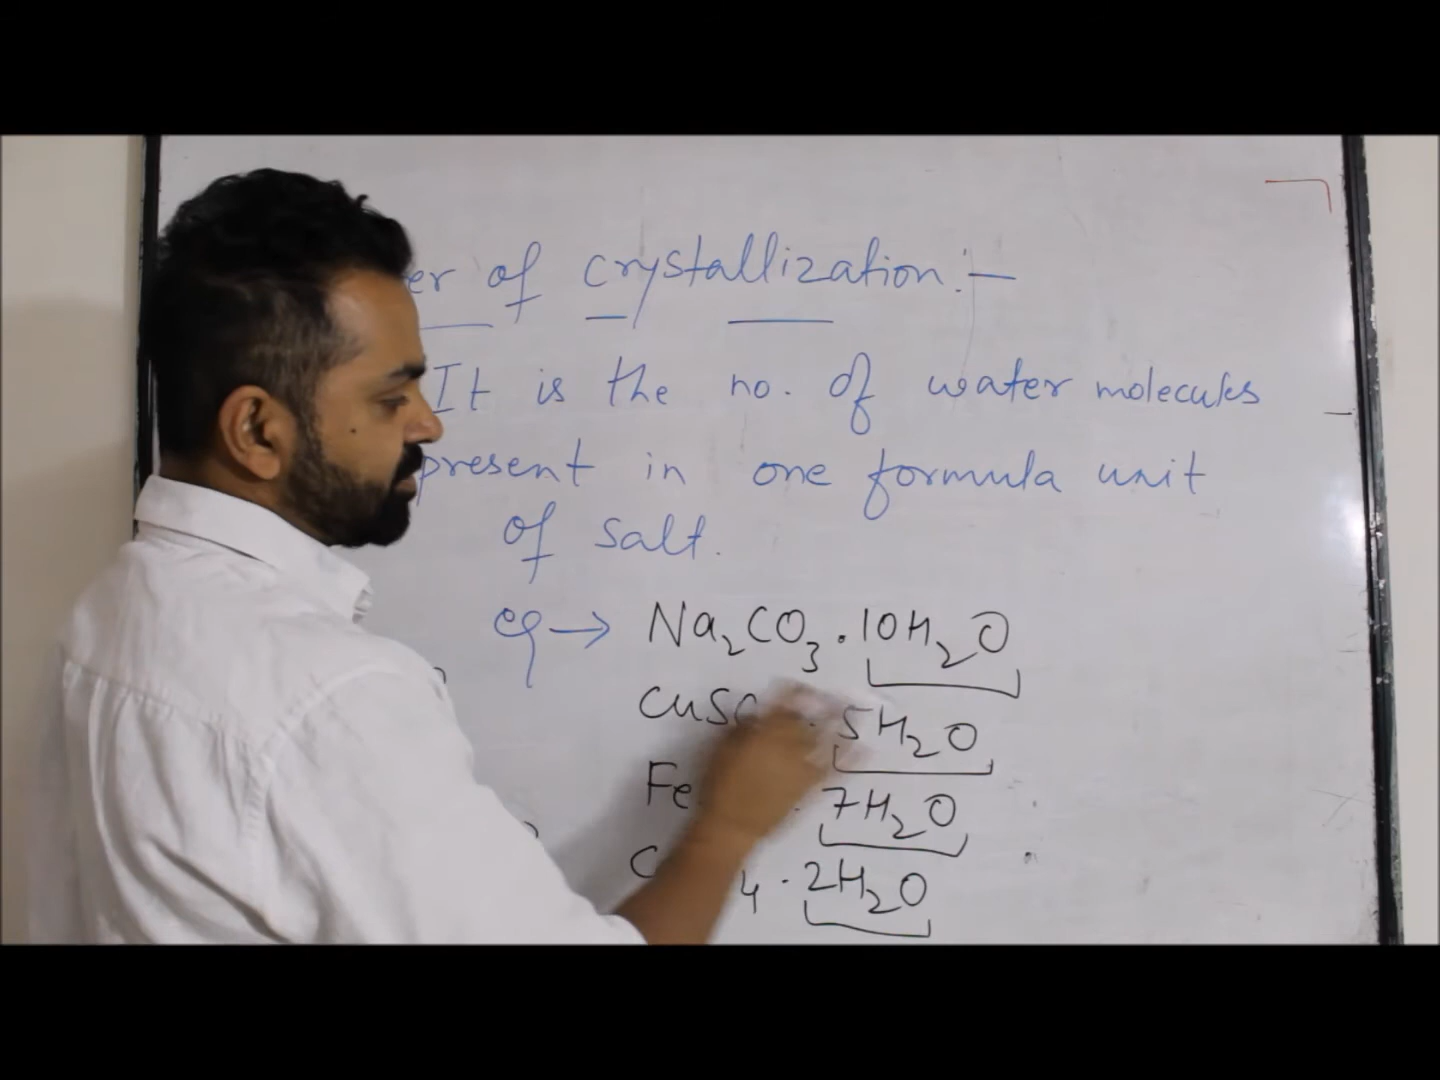 of crystallization:-
It is the no. of water molecules
present in one formula unit
of salt.
eg → Na₂CO₃.10H₂O
5H₂O
Fe . 7H₂O
4 . 2H₂O